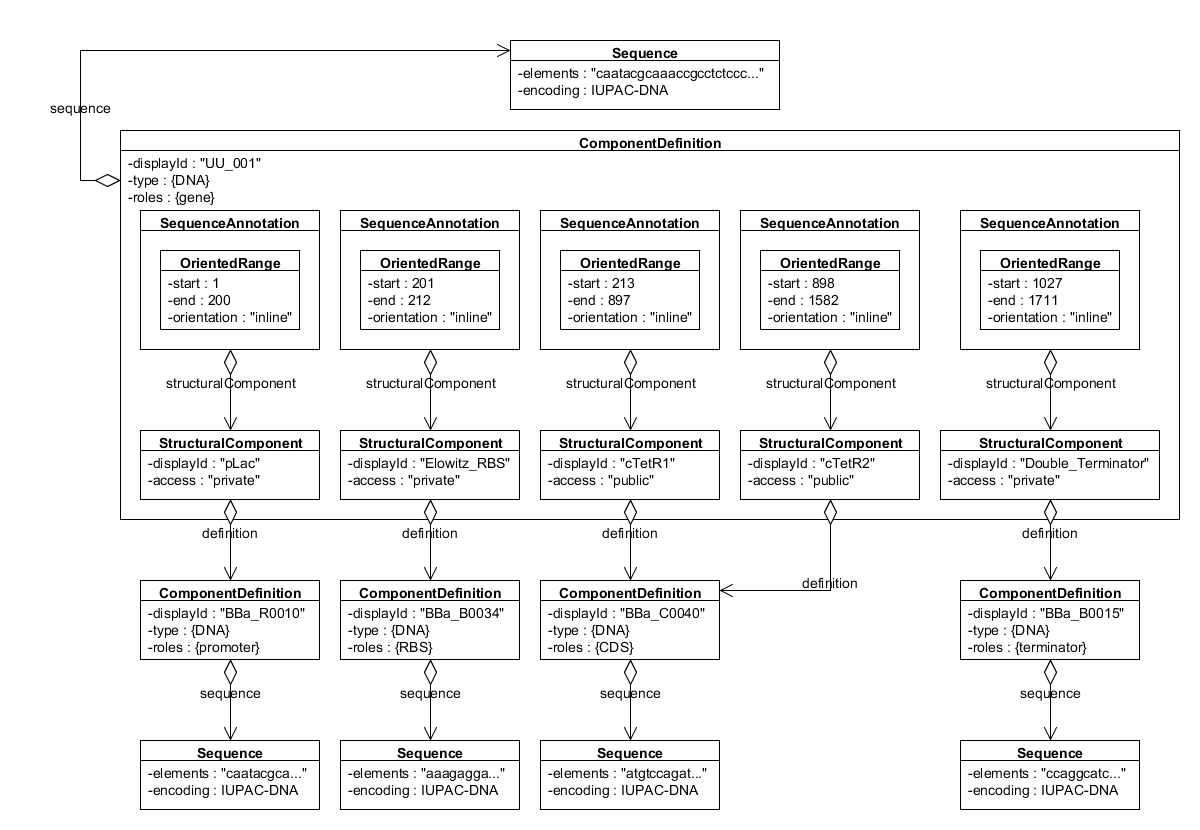 Sequence
-elements : "caatacgcaaaccgcctctccc..."
-encoding : IUPAC-DNA
sequence
ComponentDefinition
-displayId : "UU_001"
-type : {DNA}
-roles : {gene}
SequenceAnnotation
OrientedRange
-start : 1
-end : 200
-orientation : "inline"
SequenceAnnotation
OrientedRange
-start : 201
-end : 212
-orientation : "inline"
SequenceAnnotation
OrientedRange
-start : 213
-end : 897
-orientation : "inline"
SequenceAnnotation
OrientedRange
-start : 898
-end : 1582
-orientation : "inline"
SequenceAnnotation
OrientedRange
-start : 1027
-end : 1711
-orientation : "inline"
structuralComponent
structuralComponent
structuralComponent
structuralComponent
structuralComponent
StructuralComponent
-displayId : "pLac"
-access : "private"
StructuralComponent
-displayId : "Elowitz_RBS"
-access : "private"
StructuralComponent
-displayId : "cTetR1"
-access : "public"
StructuralComponent
-displayId : "cTetR2"
-access : "public"
StructuralComponent
-displayId : "Double_Terminator"
-access : "private"
definition
definition
definition
definition
definition
ComponentDefinition
-displayId : "BBa_R0010"
-type : {DNA}
-roles : {promoter}
ComponentDefinition
-displayId : "BBa_B0034"
-type : {DNA}
-roles : {RBS}
ComponentDefinition
-displayId : "BBa_C0040"
-type : {DNA}
-roles : {CDS}
ComponentDefinition
-displayId : "BBa_B0015"
-type : {DNA}
-roles : {terminator}
sequence
sequence
sequence
sequence
Sequence
-elements : "caatacgca..."
-encoding : IUPAC-DNA
Sequence
-elements : "aaagagga..."
-encoding : IUPAC-DNA
Sequence
-elements : "atgtccagat..."
-encoding : IUPAC-DNA
Sequence
-elements : "ccaggcatc..."
-encoding : IUPAC-DNA